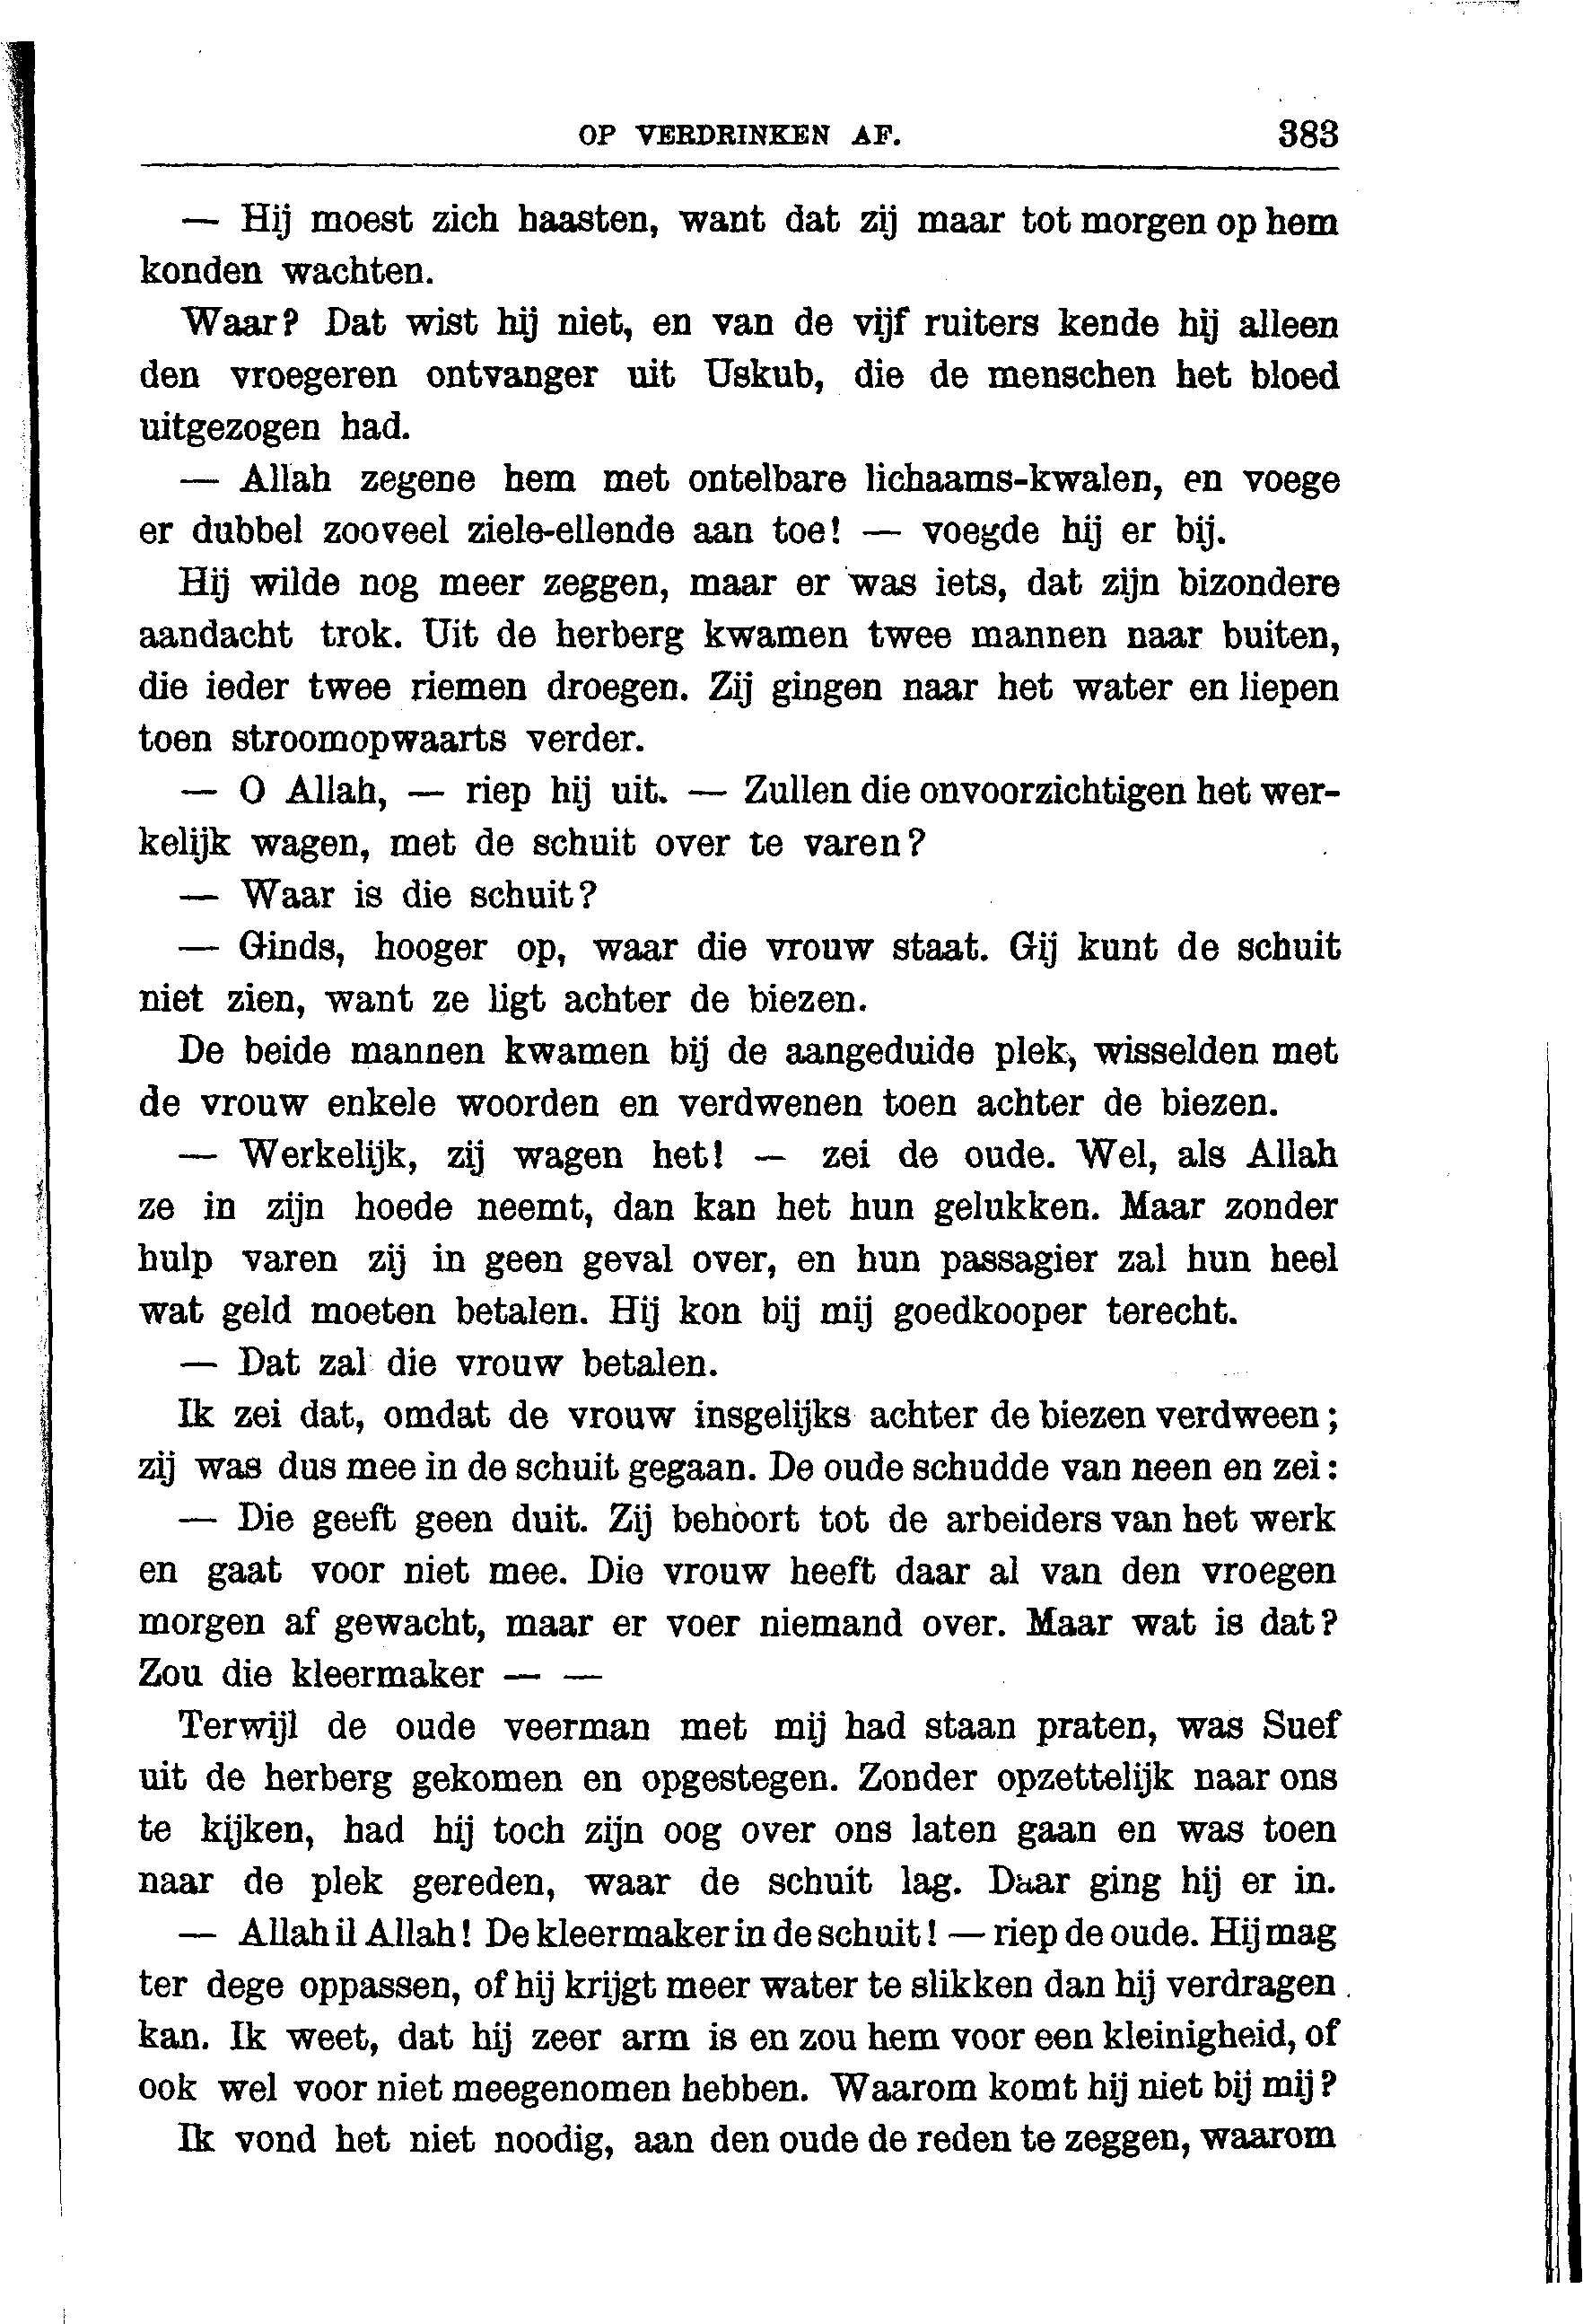 OP VERDRINKEN AF. 383
— Hij moest zich haasten, want dat zij maar tot morgen op hem
konden wachten.
Waar? Dat wist hij niet, en van de vijf ruiters kende hij alleen
den vroegeren ontvanger uit Uskub, die de menschen het bloed
uitgezogen had.
— Allah zegene hem met ontelbare lichaams-kwalen, en voege
er dubbel zooveel ziele-ellende aan toe! — voegde hij er bij.
Hij wilde nog meer zeggen, maar er was iets, dat zijn bizondere
aandacht trok. Uit de herberg kwamen twee mannen naar buiten,
die ieder twee riemen droegen. Zij gingen naar het water en liepen
toen stroomopwaarts verder.
— O Allah, — riep hij uit. — Zullen die onvoorzichtigen het wer-
kelijk wagen, met de schuit over te varen?
— Waar is die schuit?
— Ginds, hooger op, waar die vrouw staat. Gij kunt de schuit
niet zien, want ze ligt achter de biezen.
De beide mannen kwamen bij de aangeduide plek, wisselden met
de vrouw enkele woorden en verdwenen toen achter de biezen.
— Werkelijk, zij wagen het! — zei de oude. Wel, als Allah
ze in zijn hoede neemt, dan kan het hun gelukken. Maar zonder
hulp varen zij in geen geval over, en hun passagier zal hun heel
wat geld moeten betalen. Hij kon bij mij goedkooper terecht.
— Dat zal die vrouw betalen.
Ik zei dat, omdat de vrouw insgelijks achter de biezen verdween;
zij was dus mee in de schuit gegaan. De oude schudde van neen en zei:
— Die geeft geen duit. Zij behoort tot de arbeiders van het werk
en gaat voor niet mee. Die vrouw heeft daar al van den vroegen
morgen af gewacht, maar er voer niemand over. Maar wat is dat?
Zou die kleermaker — —
Terwijl de oude veerman met mij had staan praten, was Suef
uit de herberg gekomen en opgestegen. Zonder opzettelijk naar ons
te kijken, had hij toch zijn oog over ons laten gaan en was toen
naar de plek gereden, waar de schuit lag. Daar ging hij er in.
— Allah il Allah! De kleermaker in de schuit! — riep de oude. Hij mag
ter dege oppassen, of hij krijgt meer water te slikken dan hij verdragen
kan. Ik weet, dat hij zeer arm is en zou hem voor een kleinigheid, of
ook wel voor niet meegenomen hebben. Waarom komt hij niet bij mij?
Ik vond het niet noodig, aan den oude de reden te zeggen, waarom